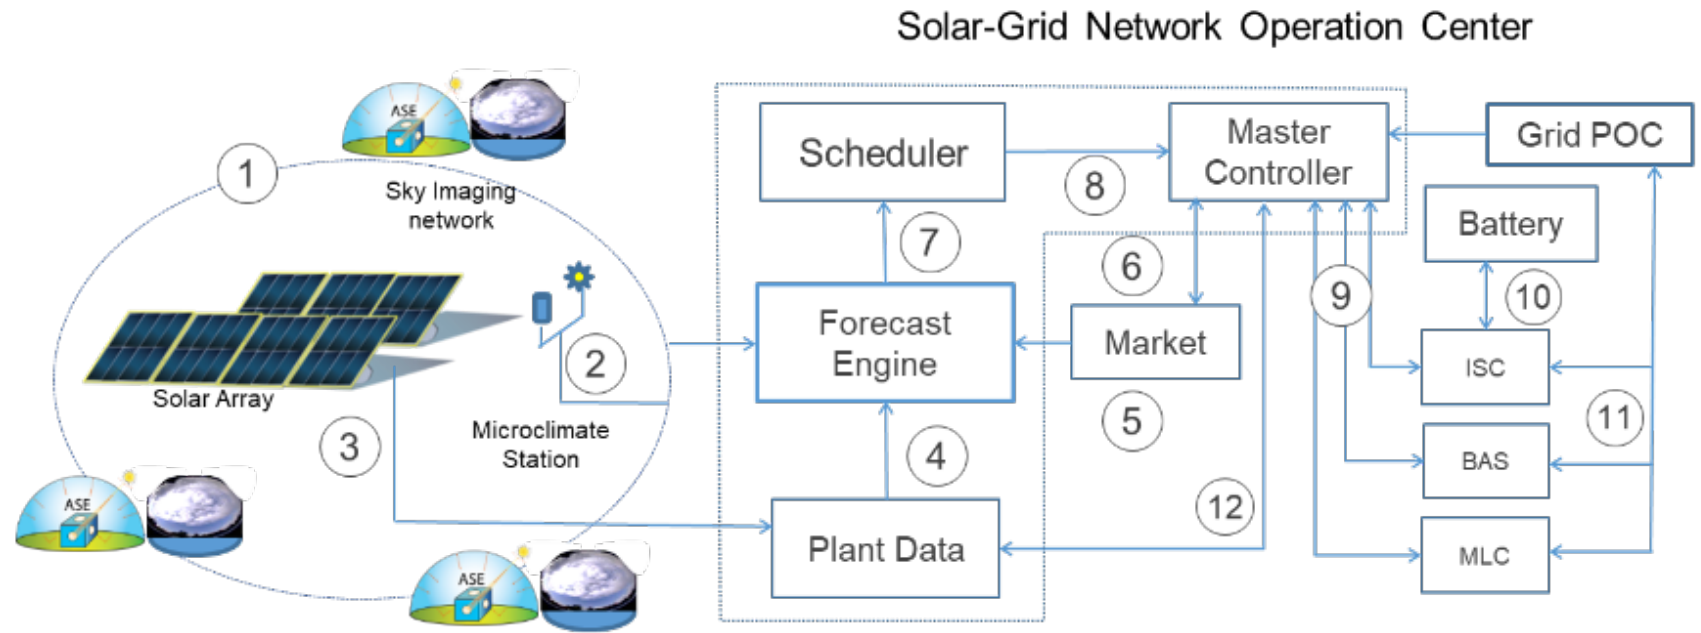 Solar-Grid Network Operation Center
ASE
1
Sky Imaging
network
Solar Array
2
3
Microclimate
Station
ASE
ASE
Scheduler
8
Master
Controller
Grid POC
7
6
Battery
9
10
Forecast
Engine
Market
ISC
5
11
4
BAS
12
Plant Data
MLC